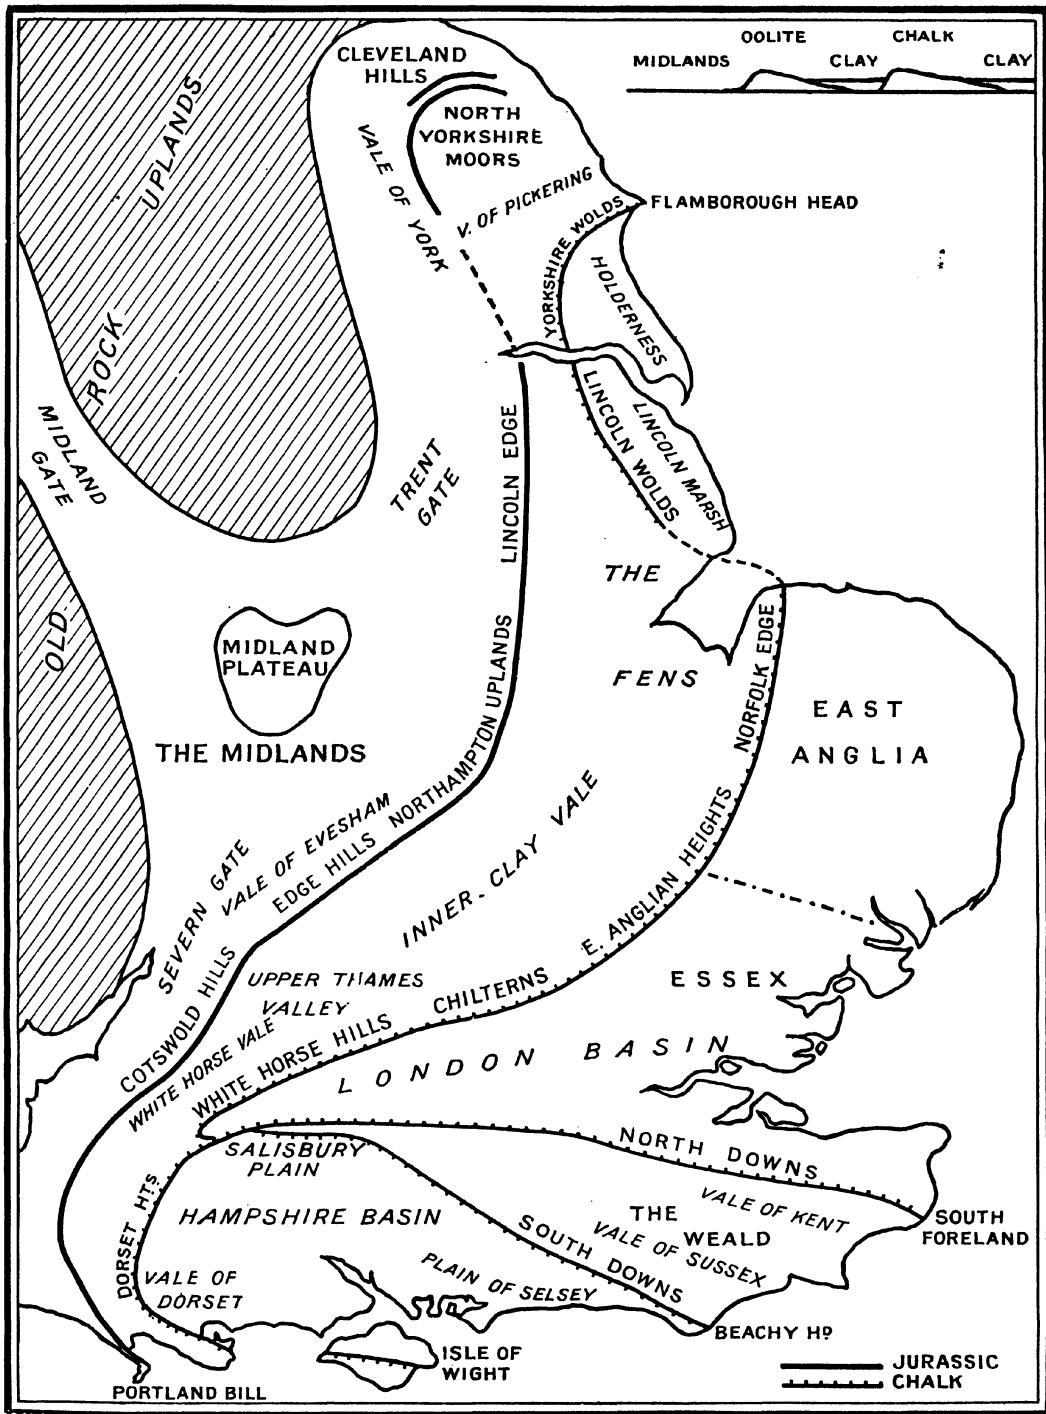 OOLITE
CHALK
MIDLANDS
CLAY
CLAY
CLEVELAND
HILLS
NORTH
YORKSHIRE
MOORS
OLD ROCK UPLANDS
VALE OF YORK
V. OF PICKERING
FLAMBOROUGH HEAD
YORKSHIRE WOLDS
HOLDERNESS
MIDLAND
GATE
TRENT
GATE
LINCOLN EDGE
LINCOLN WOLDS
LINCOLN MARSH
THE
FENS
MIDLAND
PLATEAU
THE MIDLANDS
NORTHAMPTON UPLANDS
NORFOLK EDGE
EAST
ANGLIA
VALE OF EVESHAM
EDGE HILLS
SEVERN GATE
INNER-CLAY VALE
E. ANGLIAN HEIGHTS
COTSWOLD HILLS
UPPER THAMES
VALLEY
CHILTERNS
ESSEX
WHITE HORSE VALE
WHITE HORSE HILLS
LONDON BASIN
SALISBURY
PLAIN
NORTH DOWNS
DORSET HTS.
HAMPSHIRE BASIN
SOUTH DOWNS
THE
WEALD
VALE OF KENT
VALE OF SUSSEX
SOUTH
FORELAND
VALE OF
DORSET
PLAIN OF SELSEY
BEACHY HD
ISLE OF
WIGHT
PORTLAND BILL
JURASSIC
CHALK